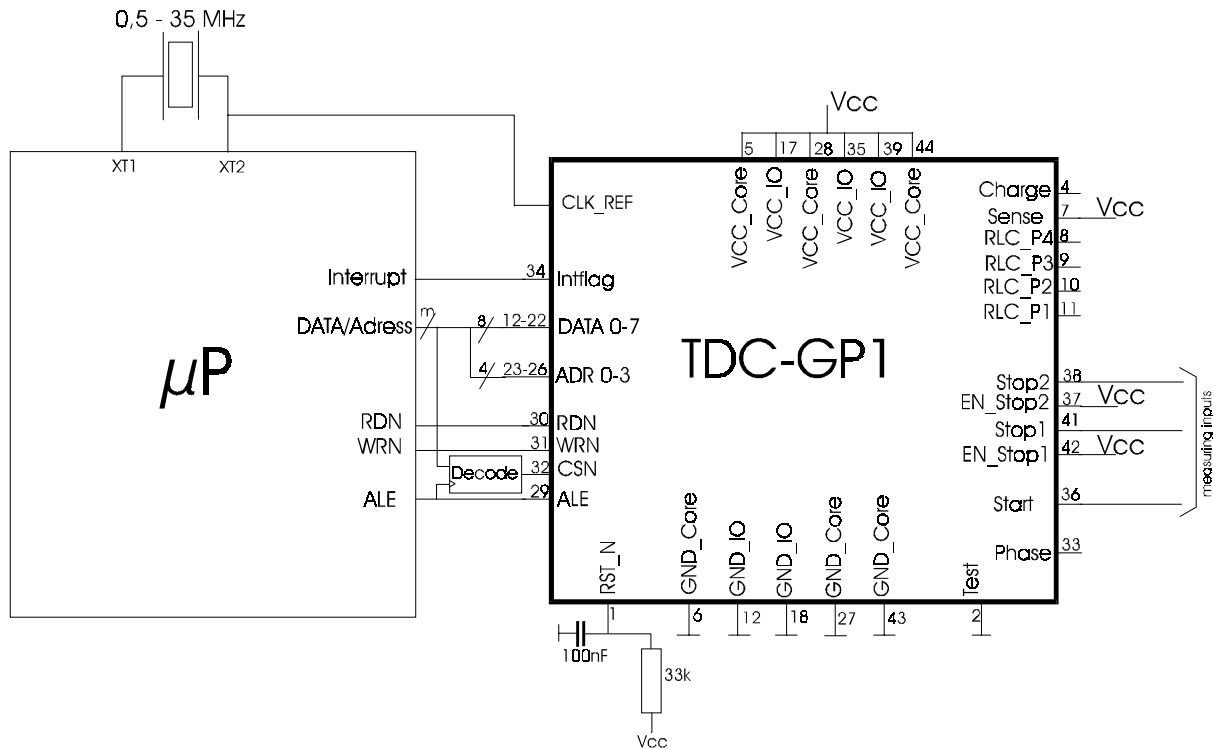 0,5 - 35 MHz
XT1
XT2
µP
Interrupt
DATA/Adress
m
RDN
WRN
ALE
Decode
8
4
34
12-22
23-26
30
31
32
29
CLK_REF
Intflag
DATA 0-7
ADR 0-3
RDN
WRN
CSN
ALE
TDC-GP1
Vcc
5
17
28
35
39
44
VCC_Core
VCC_IO
VCC_Core
VCC_IO
VCC_IO
VCC_Core
Charge 4
Sense 7 Vcc
RLC_P4 8
RLC_P3 9
RLC_P2 10
RLC_P1 11
Stop2 38
EN_Stop2 37 Vcc
Stop1 41
EN_Stop1 42 Vcc
Start 36
Phase 33
measuring inputs
RST_N
GND_Core
GND_IO
GND_IO
GND_Core
GND_Core
Test
1
6
12
18
27
43
2
100nF
33k
Vcc